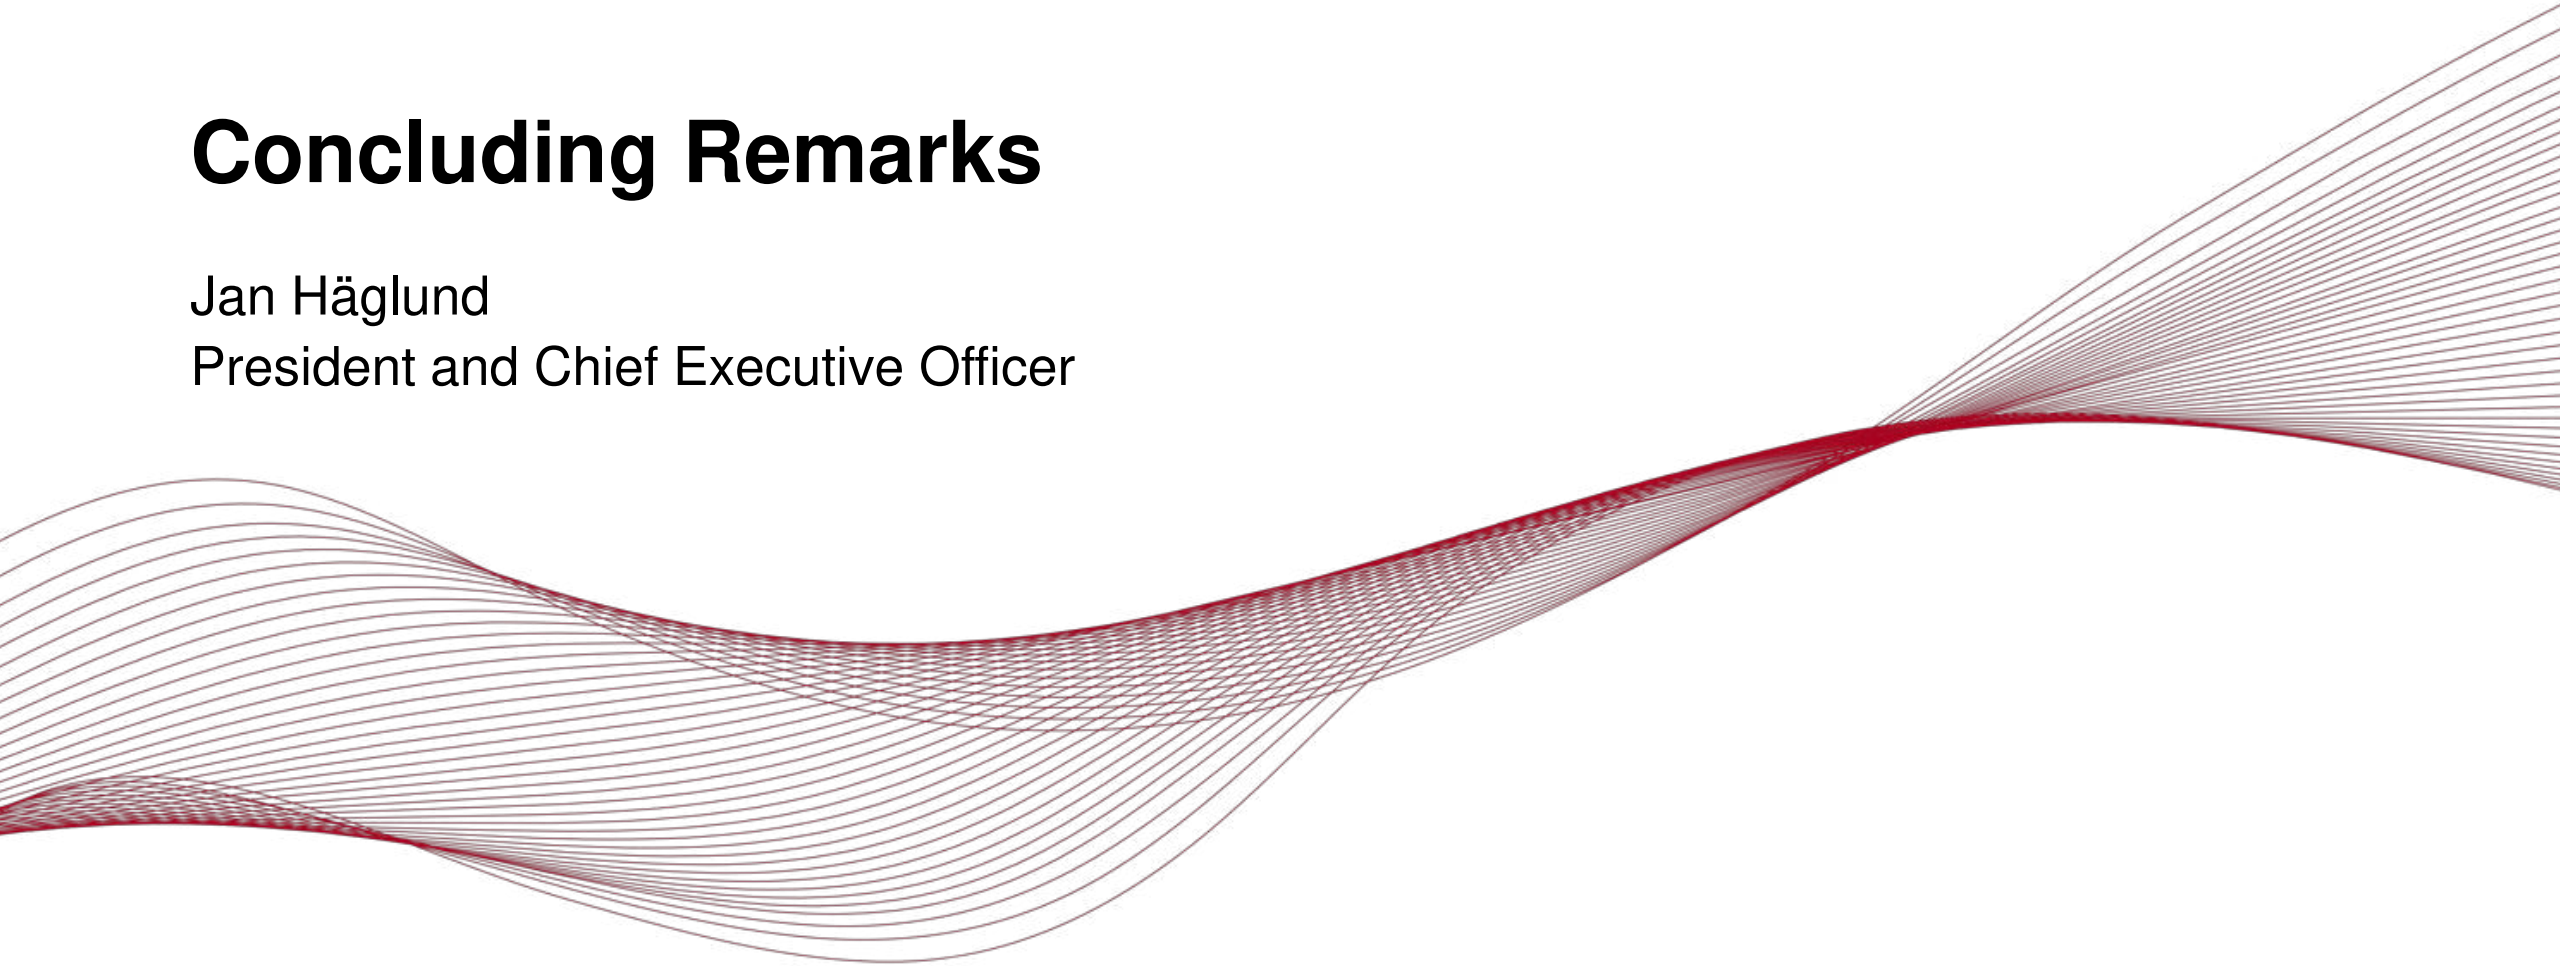 Concluding Remarks
Jan Häglund
President and Chief Executive Officer